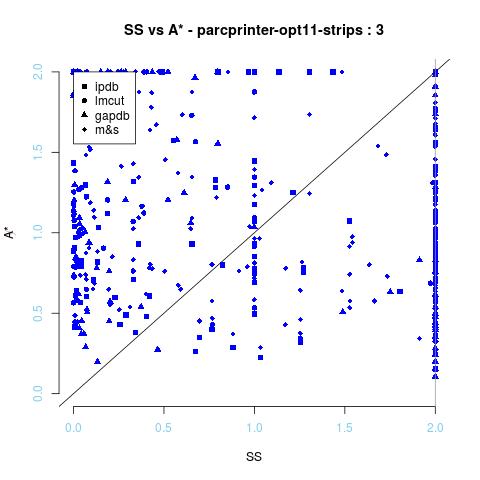 SS vs A* - parcprinter-opt11-strips : 3
2.0
1.5
1.0
0.5
0.0
A*
ipdb
lmcut
gapdb
m&s
0.0 0.5 1.0 1.5 2.0
SS